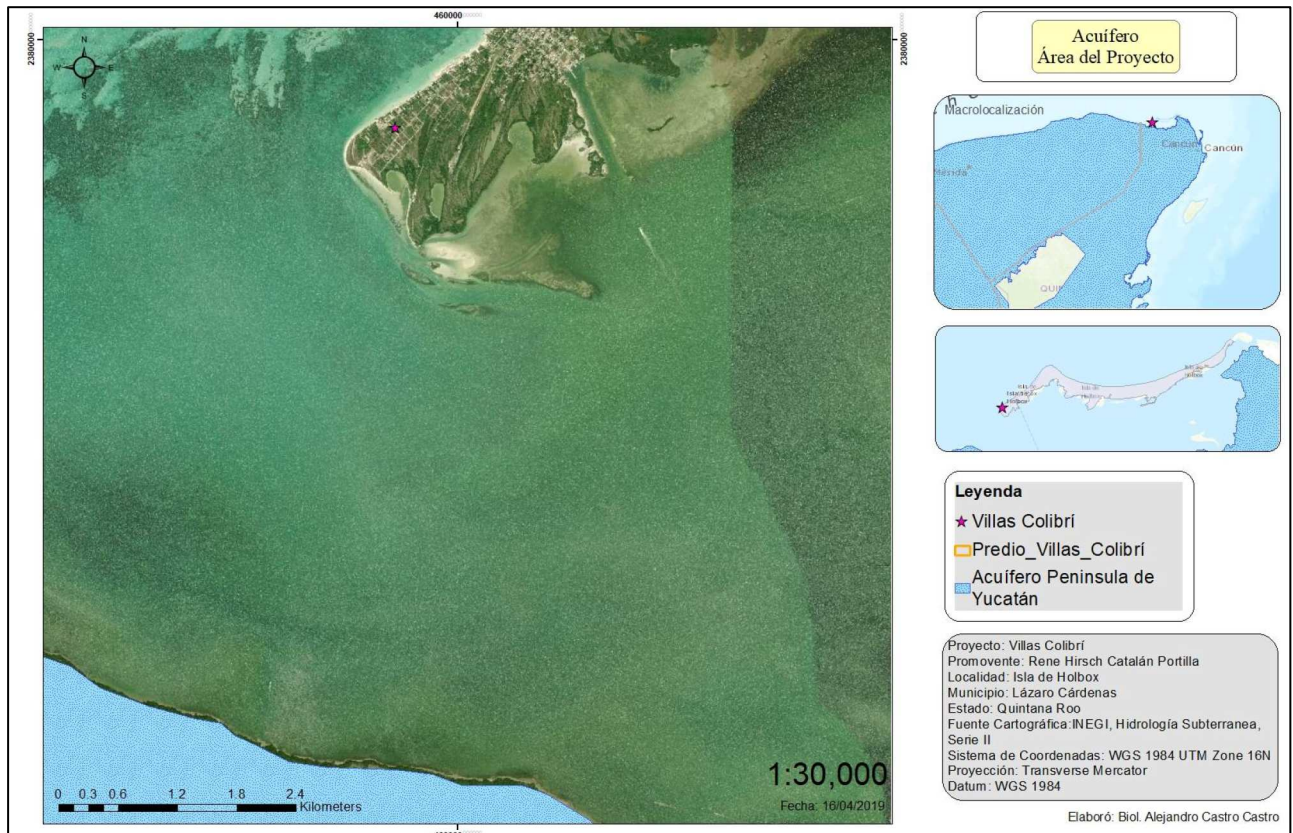 460000
2380000
2380000
N
W E
S
Acuífero
Área del Proyecto
Macrolocalización
Cancún
Cancún
Mérida
QUI
Isla de
Holbox
Leyenda
Villas Colibrí
Predio_Villas_Colibrí
Acuífero Peninsula de
Yucatán
Proyecto: Villas Colibrí
Promovente: Rene Hirsch Catalán Portilla
Localidad: Isla de Holbox
Municipio: Lázaro Cárdenas
Estado: Quintana Roo
Fuente Cartográfica:INEGI, Hidrología Subterranea,
Serie II
Sistema de Coordenadas: WGS 1984 UTM Zone 16N
Proyección: Transverse Mercator
Datum: WGS 1984
1:30,000
Fecha: 16/04/2019
0 0.3 0.6 1.2 1.8 2.4
Kilometers
Elaboró: Biol. Alejandro Castro Castro